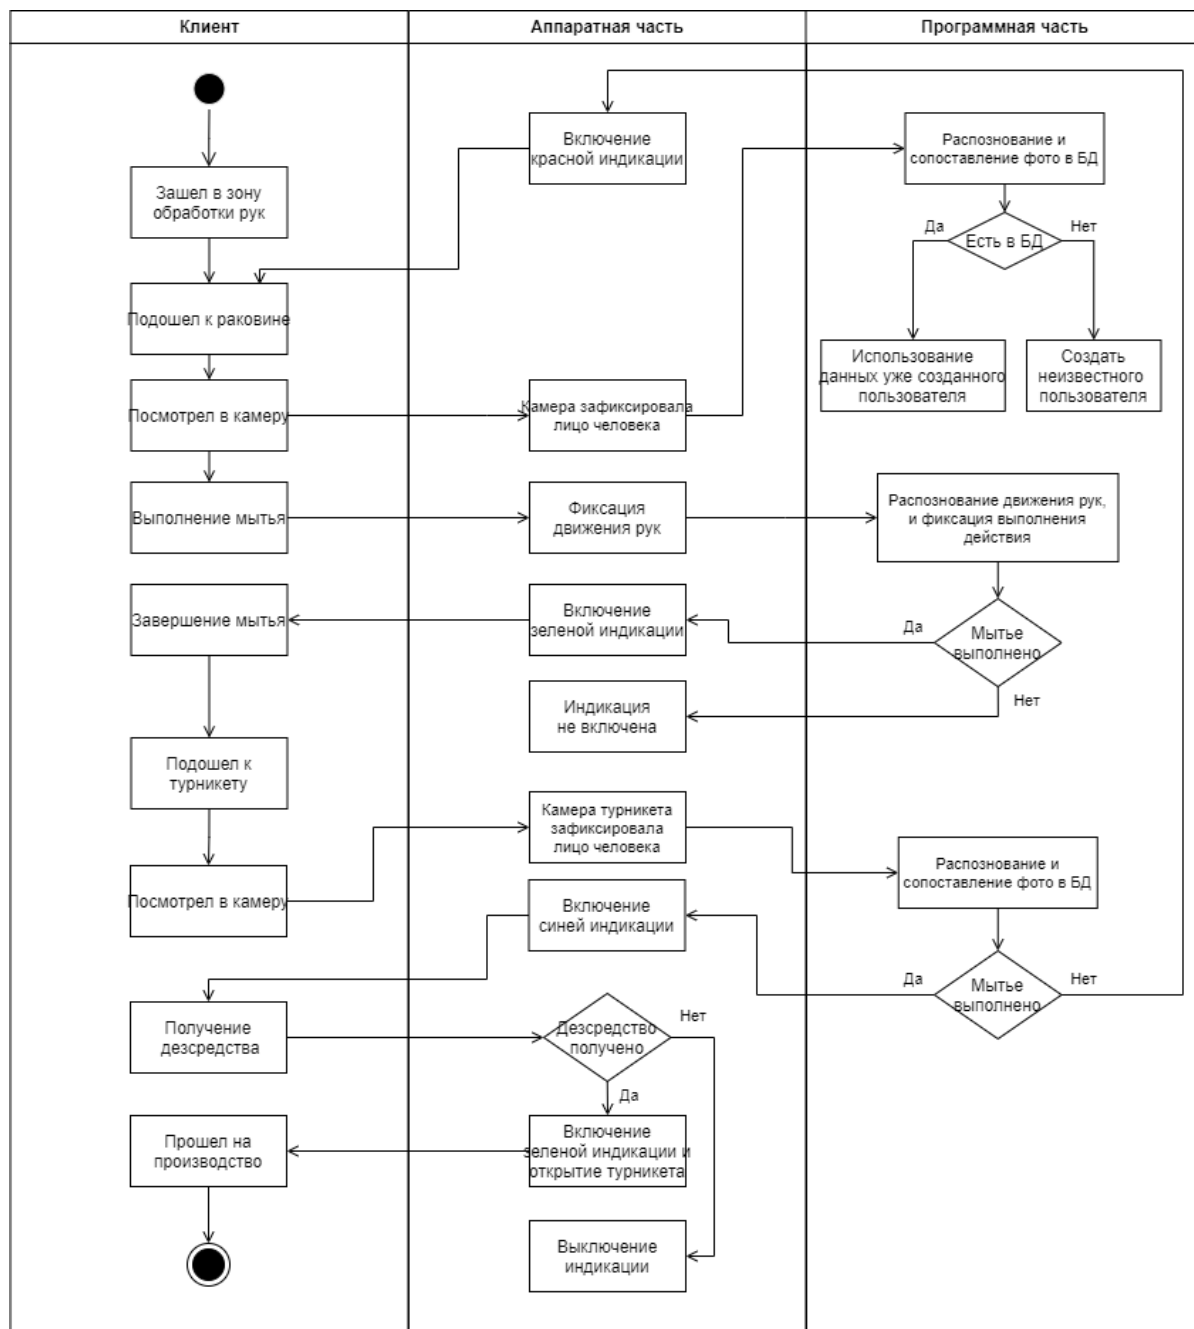 Клиент
Аппаратная часть
Программная часть
Включение
красной индикации
Распознование и
сопоставление фото в БД
Зашел в зону
обработки рук
Да
Есть в БД
Нет
Подошел к раковине
Использование
данных уже созданного
пользователя
Создать
неизвестного
пользователя
Посмотрел в камеру
Камера зафиксировала
лицо человека
Выполнение мытья
Фиксация
движения рук
Распознование движения рук,
и фиксация выполнения
действия
Завершение мытья
Включение
зеленой индикации
Да
Мытье
выполнено
Нет
Индикация
не включена
Подошел к
турникету
Камера турникета
зафиксировала
лицо человека
Распознование и
сопоставление фото в БД
Посмотрел в камеру
Включение
синей индикации
Да
Мытье
выполнено
Нет
Получение
дезсредства
Дезсредство
получено
Нет
Да
Прошел на
производство
Включение
зеленой индикации и
открытие турникета
Выключение
индикации